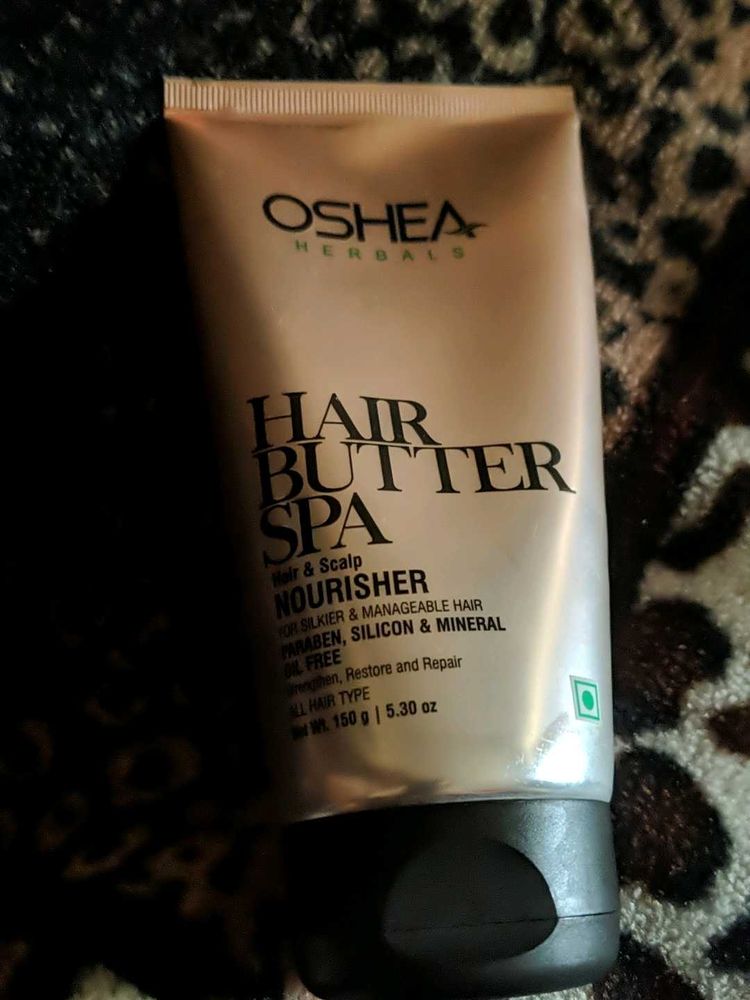 OSHEA
HERBALS
HAIR
BUTTER
SPA
Hair & Scalp
NOURISHER
FOR SILKIER & MANAGEABLE HAIR
PARABEN, SILICON & MINERAL
OIL FREE
Strengthen, Restore and Repair
ALL HAIR TYPE
Net Wt. 150 g | 5.30 oz